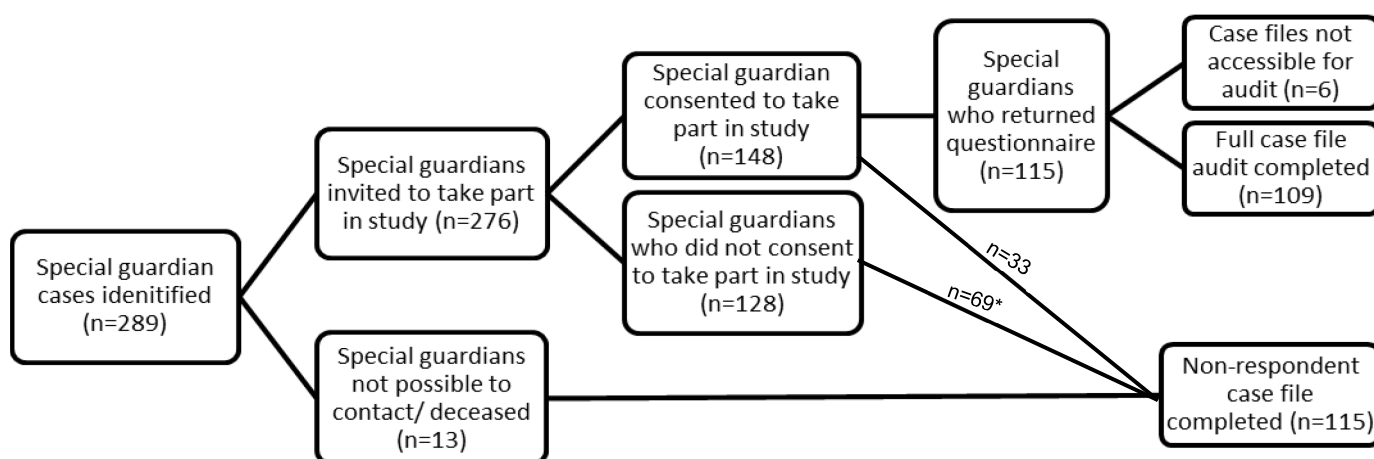 Special guardian
cases idenitified
(n=289)
Special guardians
invited to take part
in study (n=276)
Special guardians
not possible to
contact/ deceased
(n=13)
Special guardian
consented to take
part in study
(n=148)
Special guardians
who did not consent
to take part in study
(n=128)
Special
guardians
who returned
questionnaire
(n=115)
Case files not
accessible for
audit (n=6)
Full case file
audit completed
(n=109)
n=33
n=69*
Non-respondent
case file
completed (n=115)